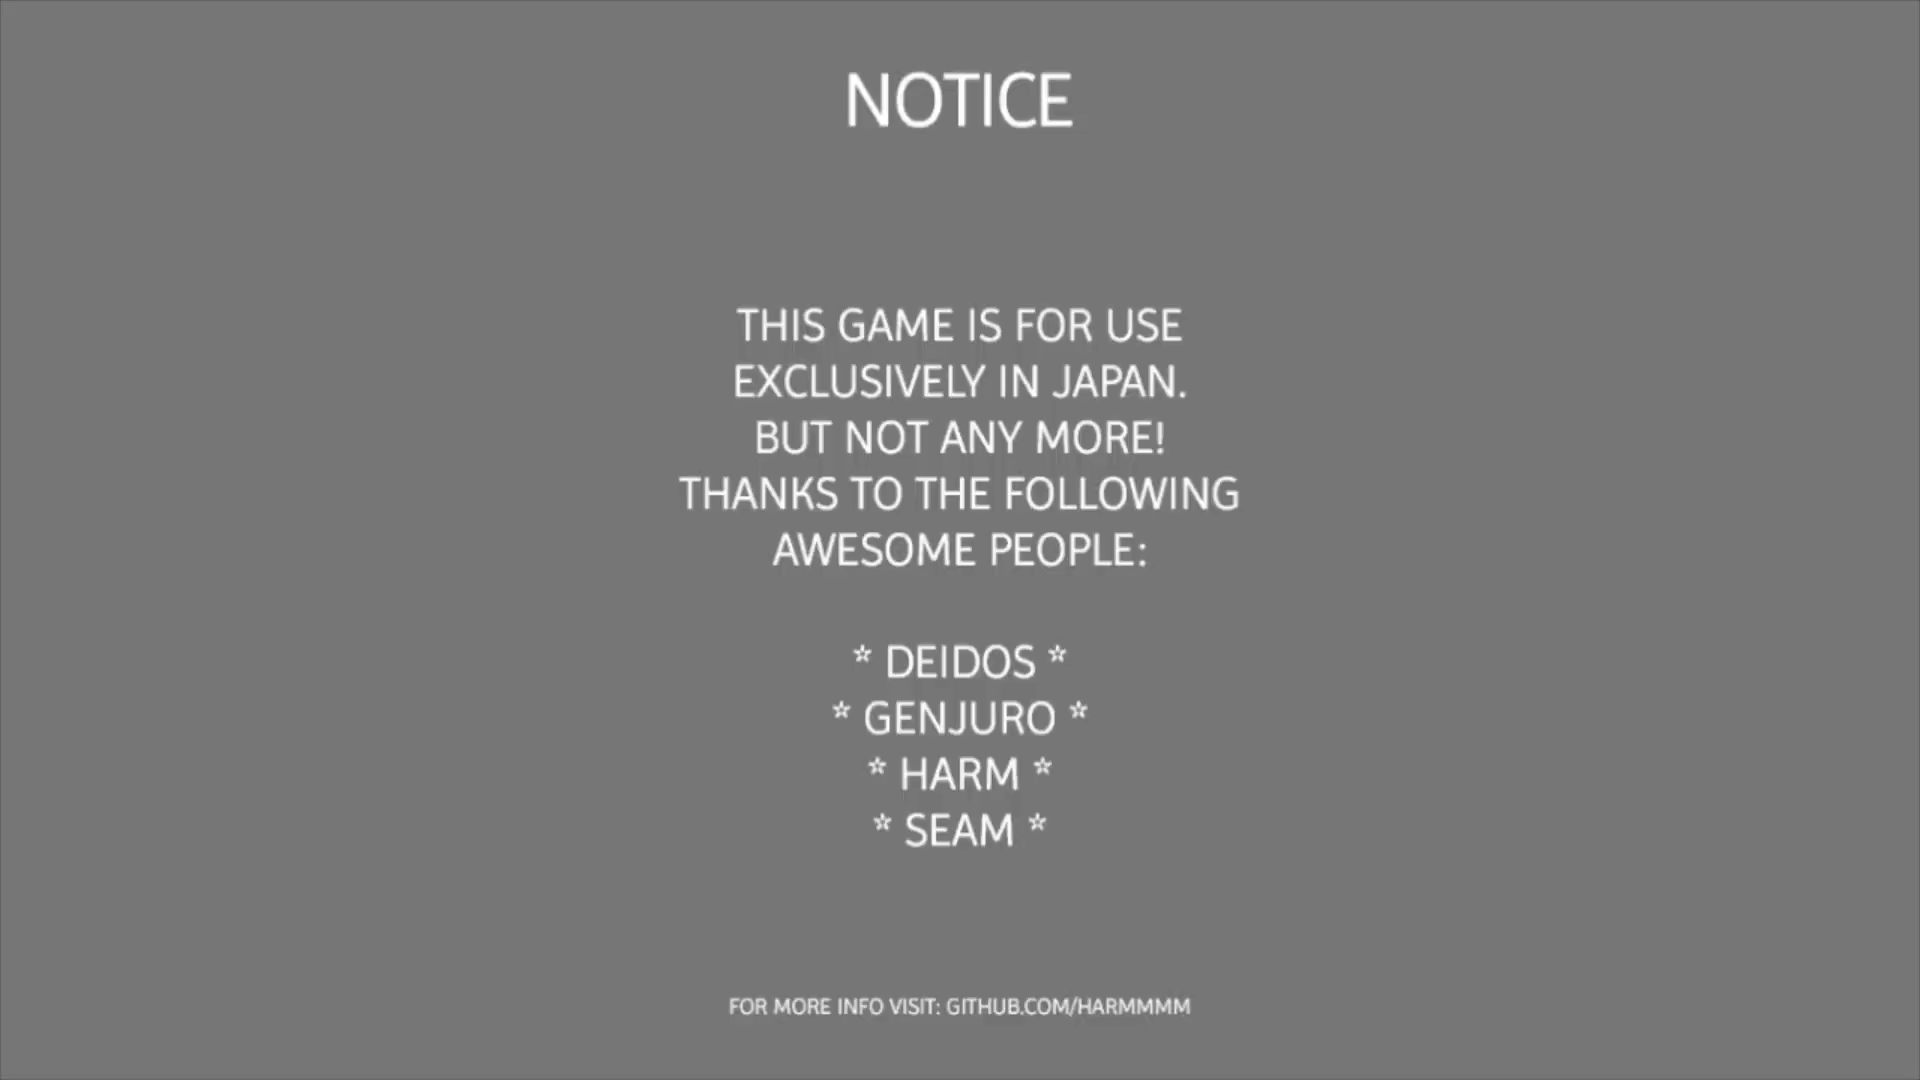 NOTICE
THIS GAME IS FOR USE
EXCLUSIVELY IN JAPAN.
BUT NOT ANY MORE!
THANKS TO THE FOLLOWING
AWESOME PEOPLE:
* DEIDOS *
* GENJURO *
* HARM *
* SEAM *
FOR MORE INFO VISIT: GITHUB.COM/HARMMMM